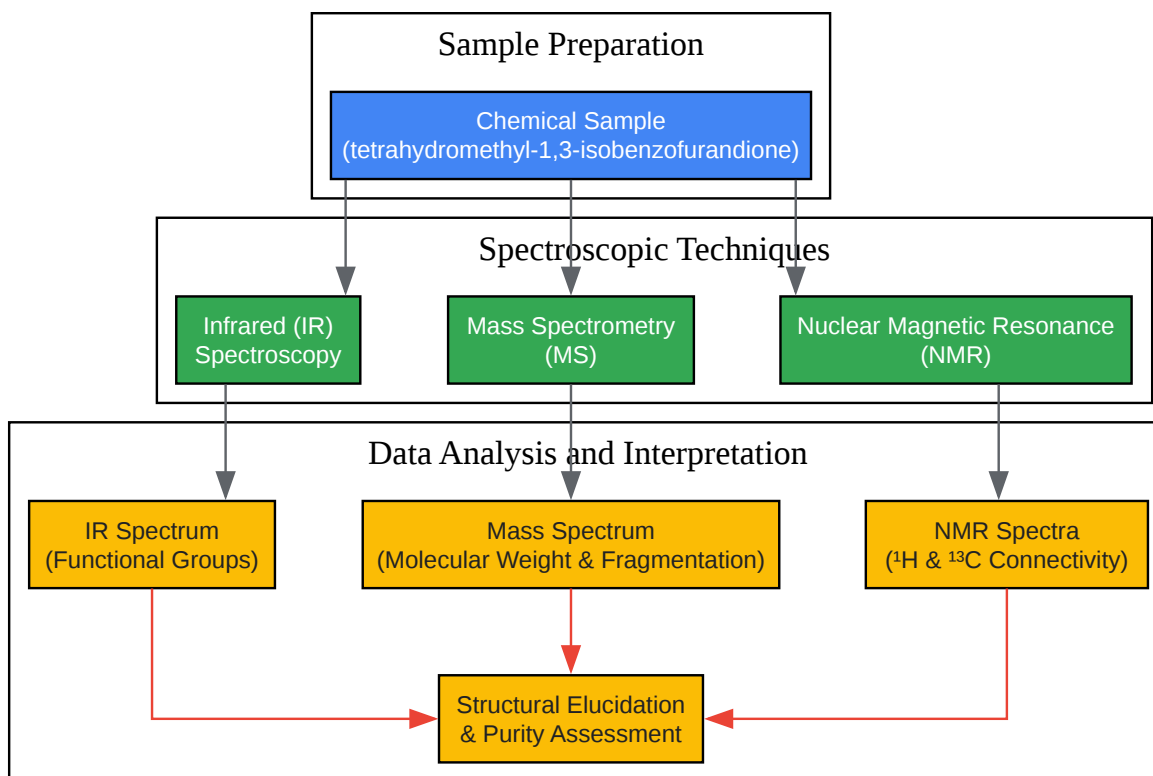 Sample Preparation
Chemical Sample
(tetrahydromethyl-1,3-isobenzofurandione)
Spectroscopic Techniques
Infrared (IR)
Spectroscopy
Mass Spectrometry
(MS)
Nuclear Magnetic Resonance
(NMR)
Data Analysis and Interpretation
IR Spectrum
(Functional Groups)
Mass Spectrum
(Molecular Weight & Fragmentation)
NMR Spectra
(¹H & ¹³C Connectivity)
Structural Elucidation
& Purity Assessment